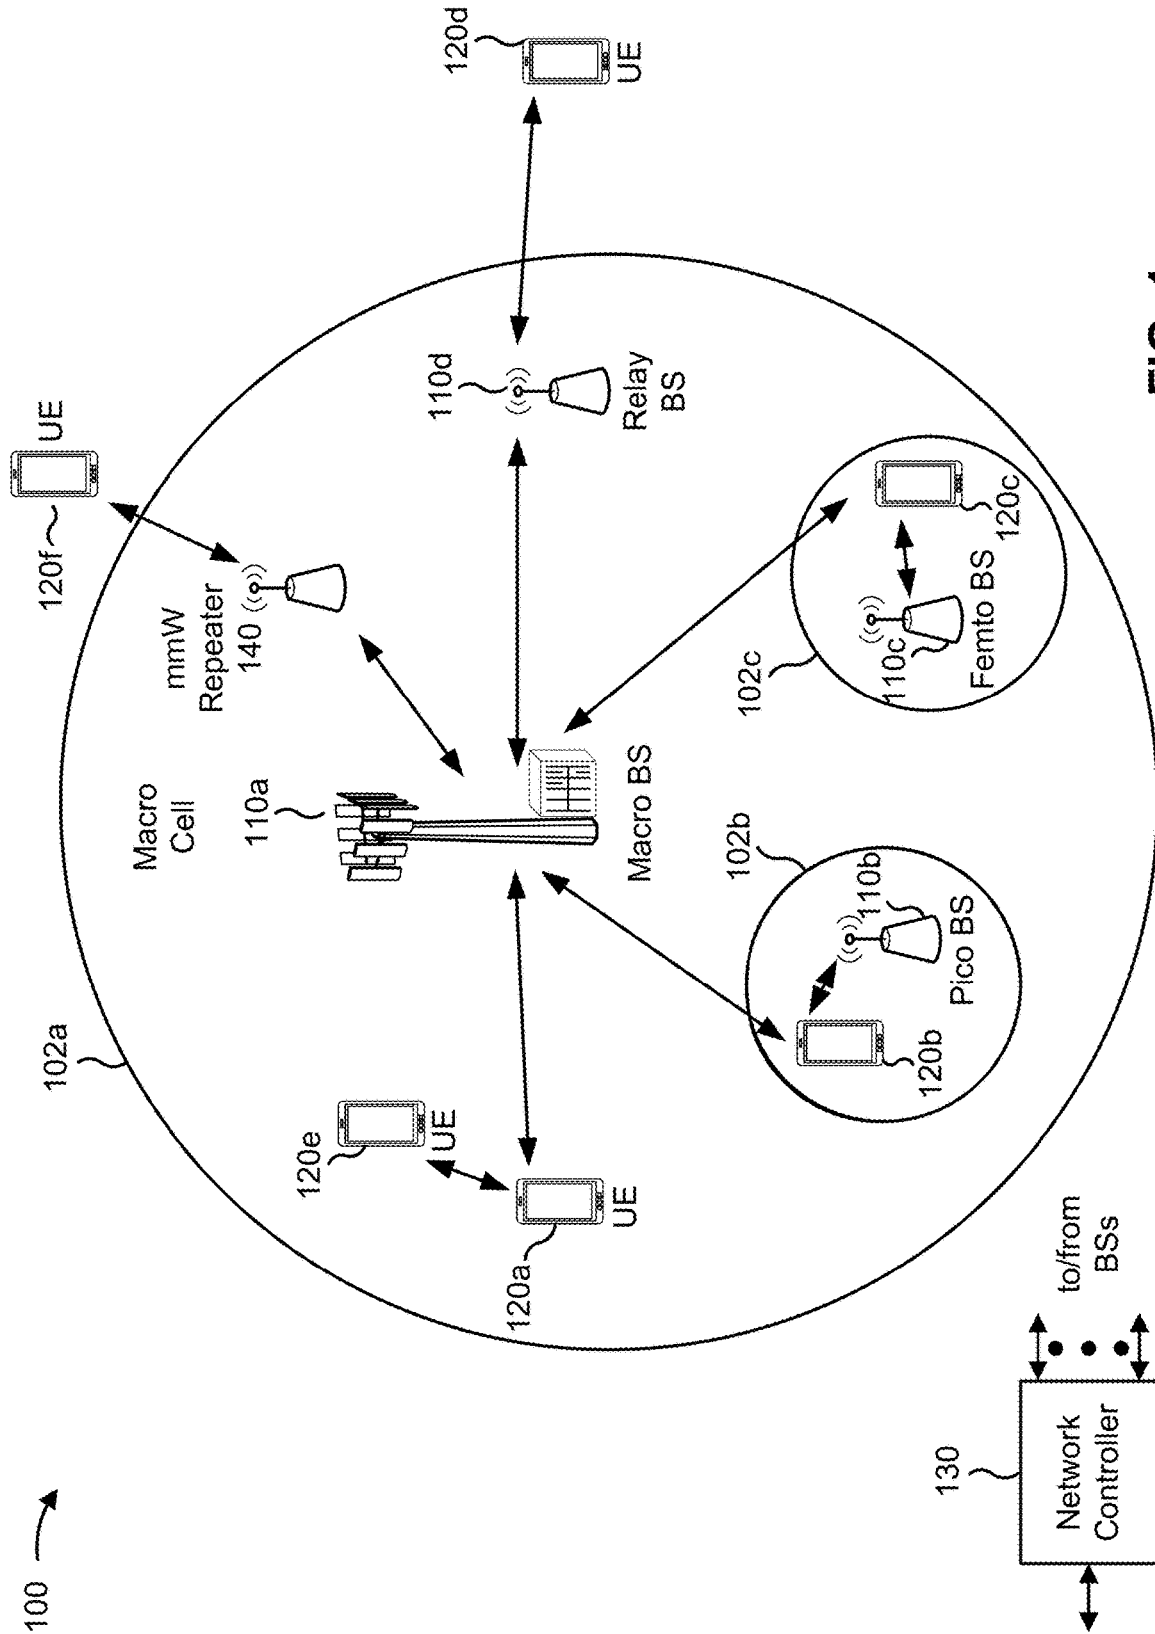 100
102a
Macro
Cell
110a
mmW
Repeater
140
120f
UE
120d
UE
110d
Relay
BS
120e
UE
120a
UE
Macro BS
102b
110b
Pico BS
120b
102c
110c
Femto BS
120c
130
Network
Controller
to/from
BSs